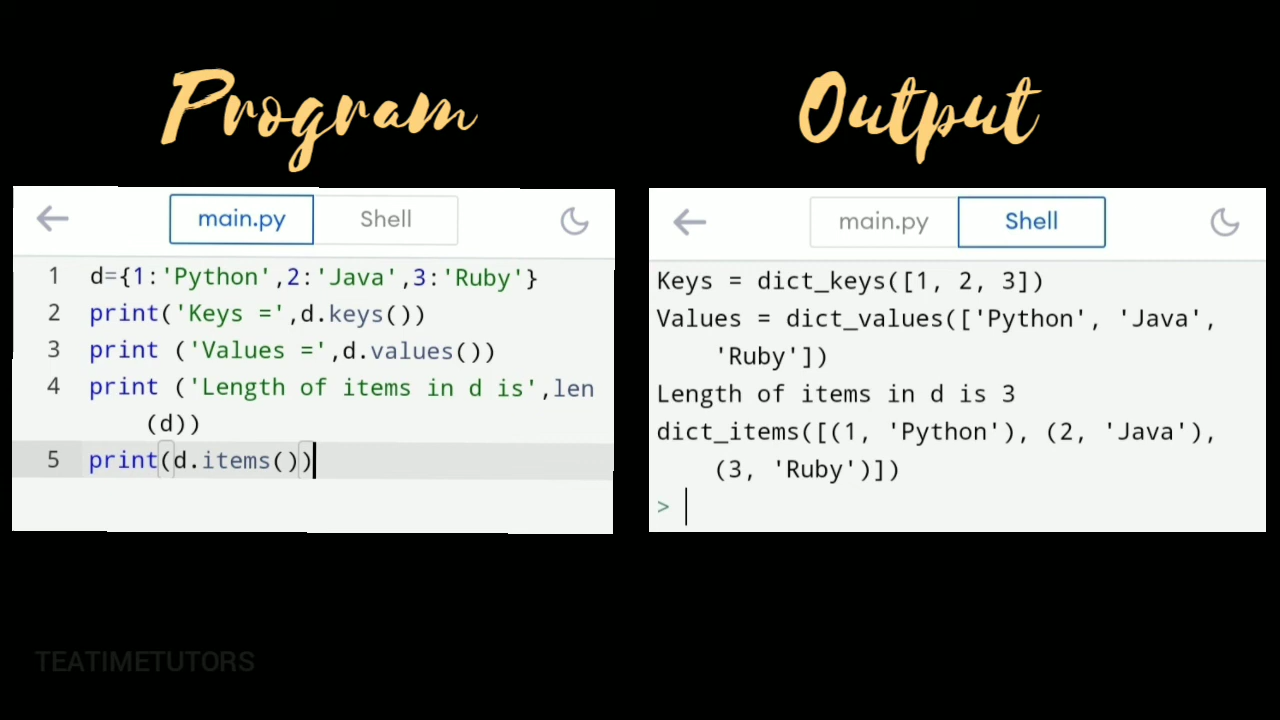 Program
Output
main.py Shell
1 d={1:'Python',2:'Java',3:'Ruby'}
2 print('Keys =',d.keys())
3 print ('Values =',d.values())
4 print ('Length of items in d is',len
(d))
5 print(d.items())
main.py Shell
Keys = dict_keys([1, 2, 3])
Values = dict_values(['Python', 'Java',
'Ruby'])
Length of items in d is 3
dict_items([(1, 'Python'), (2, 'Java'),
(3, 'Ruby')])
>
TEATIMETUTORS